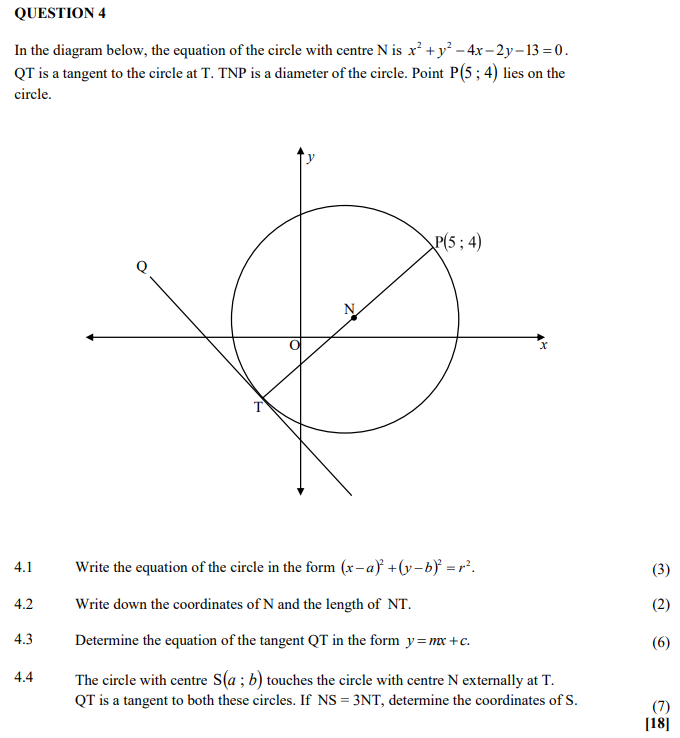 QUESTION 4
In the diagram below, the equation of the circle with centre N is x² + y² – 4x – 2y – 13 = 0.
QT is a tangent to the circle at T. TNP is a diameter of the circle. Point P(5 ; 4) lies on the
circle.
y
P(5 ; 4)
Q
N
O
x
T
4.1 Write the equation of the circle in the form (x – a)² + (y – b)² = r². (3)
4.2 Write down the coordinates of N and the length of NT. (2)
4.3 Determine the equation of the tangent QT in the form y = mx + c. (6)
4.4 The circle with centre S(a ; b) touches the circle with centre N externally at T.
QT is a tangent to both these circles. If NS = 3NT, determine the coordinates of S. (7)
[18]